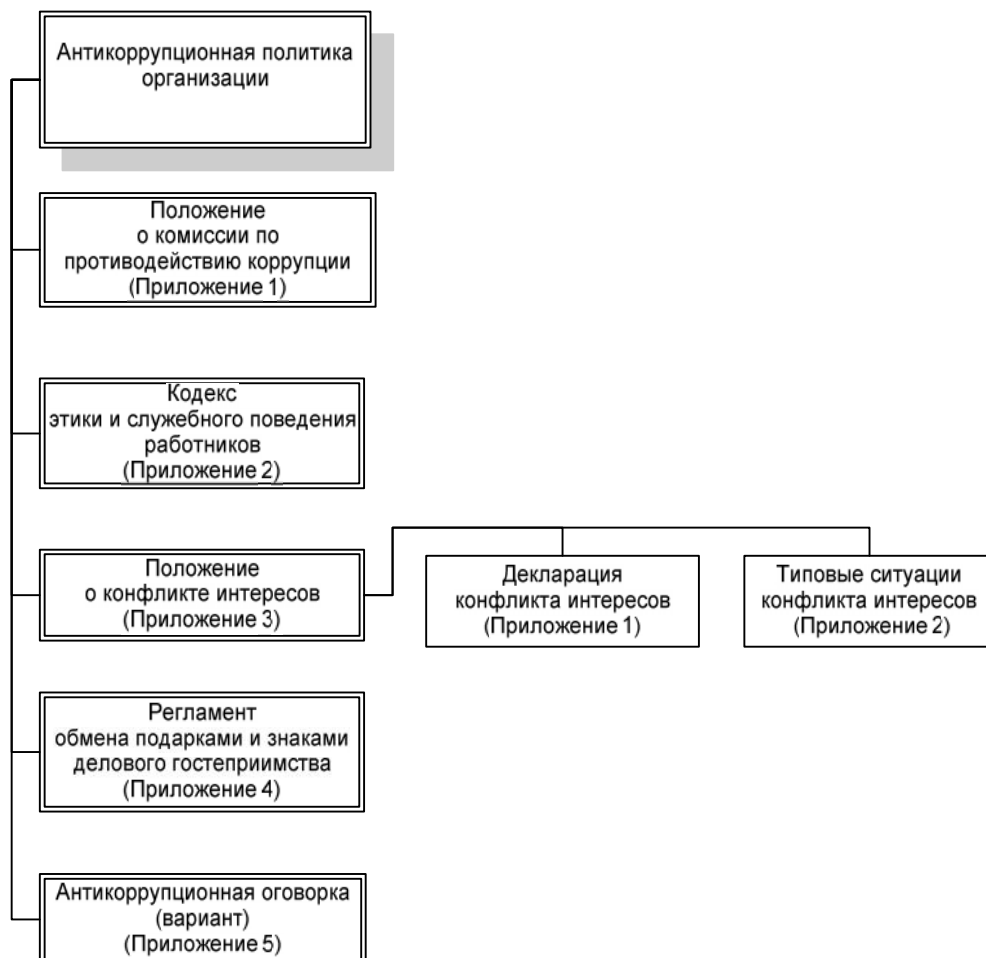 Антикоррупционная политика
организации
Положение
о комиссии по
противодействию коррупции
(Приложение 1)
Кодекс
этики и служебного поведения
работников
(Приложение 2)
Положение
о конфликте интересов
(Приложение 3)
Декларация
конфликта интересов
(Приложение 1)
Типовые ситуации
конфликта интересов
(Приложение 2)
Регламент
обмена подарками и знаками
делового гостеприимства
(Приложение 4)
Антикоррупционная оговорка
(вариант)
(Приложение 5)